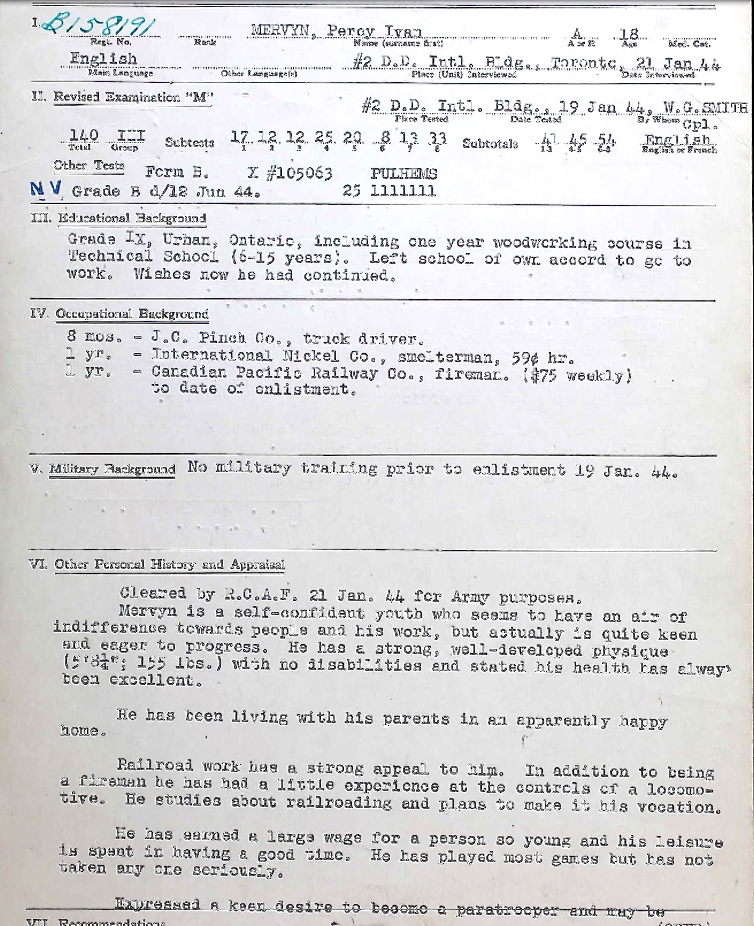 I. B158191 MERVYN, Percy Ivan A 18
Regt. No. Rank Name (surname first) A or R Age Med. Cat.
English #2 D.D. Intl. Bldg., Toronto, 21 Jan 44
Main Language Other Language(s) Place (Unit) Interviewed Date Interviewed
II. Revised Examination "M" #2 D.D. Intl. Bldg., 19 Jan 44, W.G.SMITH
Place Tested Date Tested By Whom
Cpl.
140 III Subtests 17 12 12 25 20 8 13 33 Subtotals 41 45 54 English
Total Group 1 2 3 4 5 6 7 8 1-3 4-5 6-8 English or French
Other Tests Form B. X #105063 PULHEMS
NV Grade B d/12 Jun 44. 25 1111111
III. Educational Background
Grade IX, Urban, Ontario, including one year woodworking course in
Technical School (6-15 years). Left school of own accord to go to
work. Wishes now he had continued.
IV. Occupational Background
8 mos. - J.C. Pinch Co., truck driver.
1 yr. - International Nickel Co., smelterman, 59¢ hr.
1 yr. - Canadian Pacific Railway Co., fireman. ($75 weekly)
to date of enlistment.
V. Military Background No military training prior to enlistment 19 Jan. 44.
VI. Other Personal History and Appraisal
Cleared by R.C.A.F. 21 Jan. 44 for Army purposes.
Mervyn is a self-confident youth who seems to have an air of
indifference towards people and his work, but actually is quite keen
and eager to progress. He has a strong, well-developed physique
(5'8¼"; 155 lbs.) with no disabilities and stated his health has always
been excellent.
He has been living with his parents in an apparently happy
home.
Railroad work has a strong appeal to him. In addition to being
a fireman he has had a little experience at the controls of a locomo-
tive. He studies about railroading and plans to make it his vocation.
He has earned a large wage for a person so young and his leisure
is spent in having a good time. He has played most games but has not
taken any one seriously.
Expressed a keen desire to become a paratrooper and may be
VII. Recommendations (OVER)